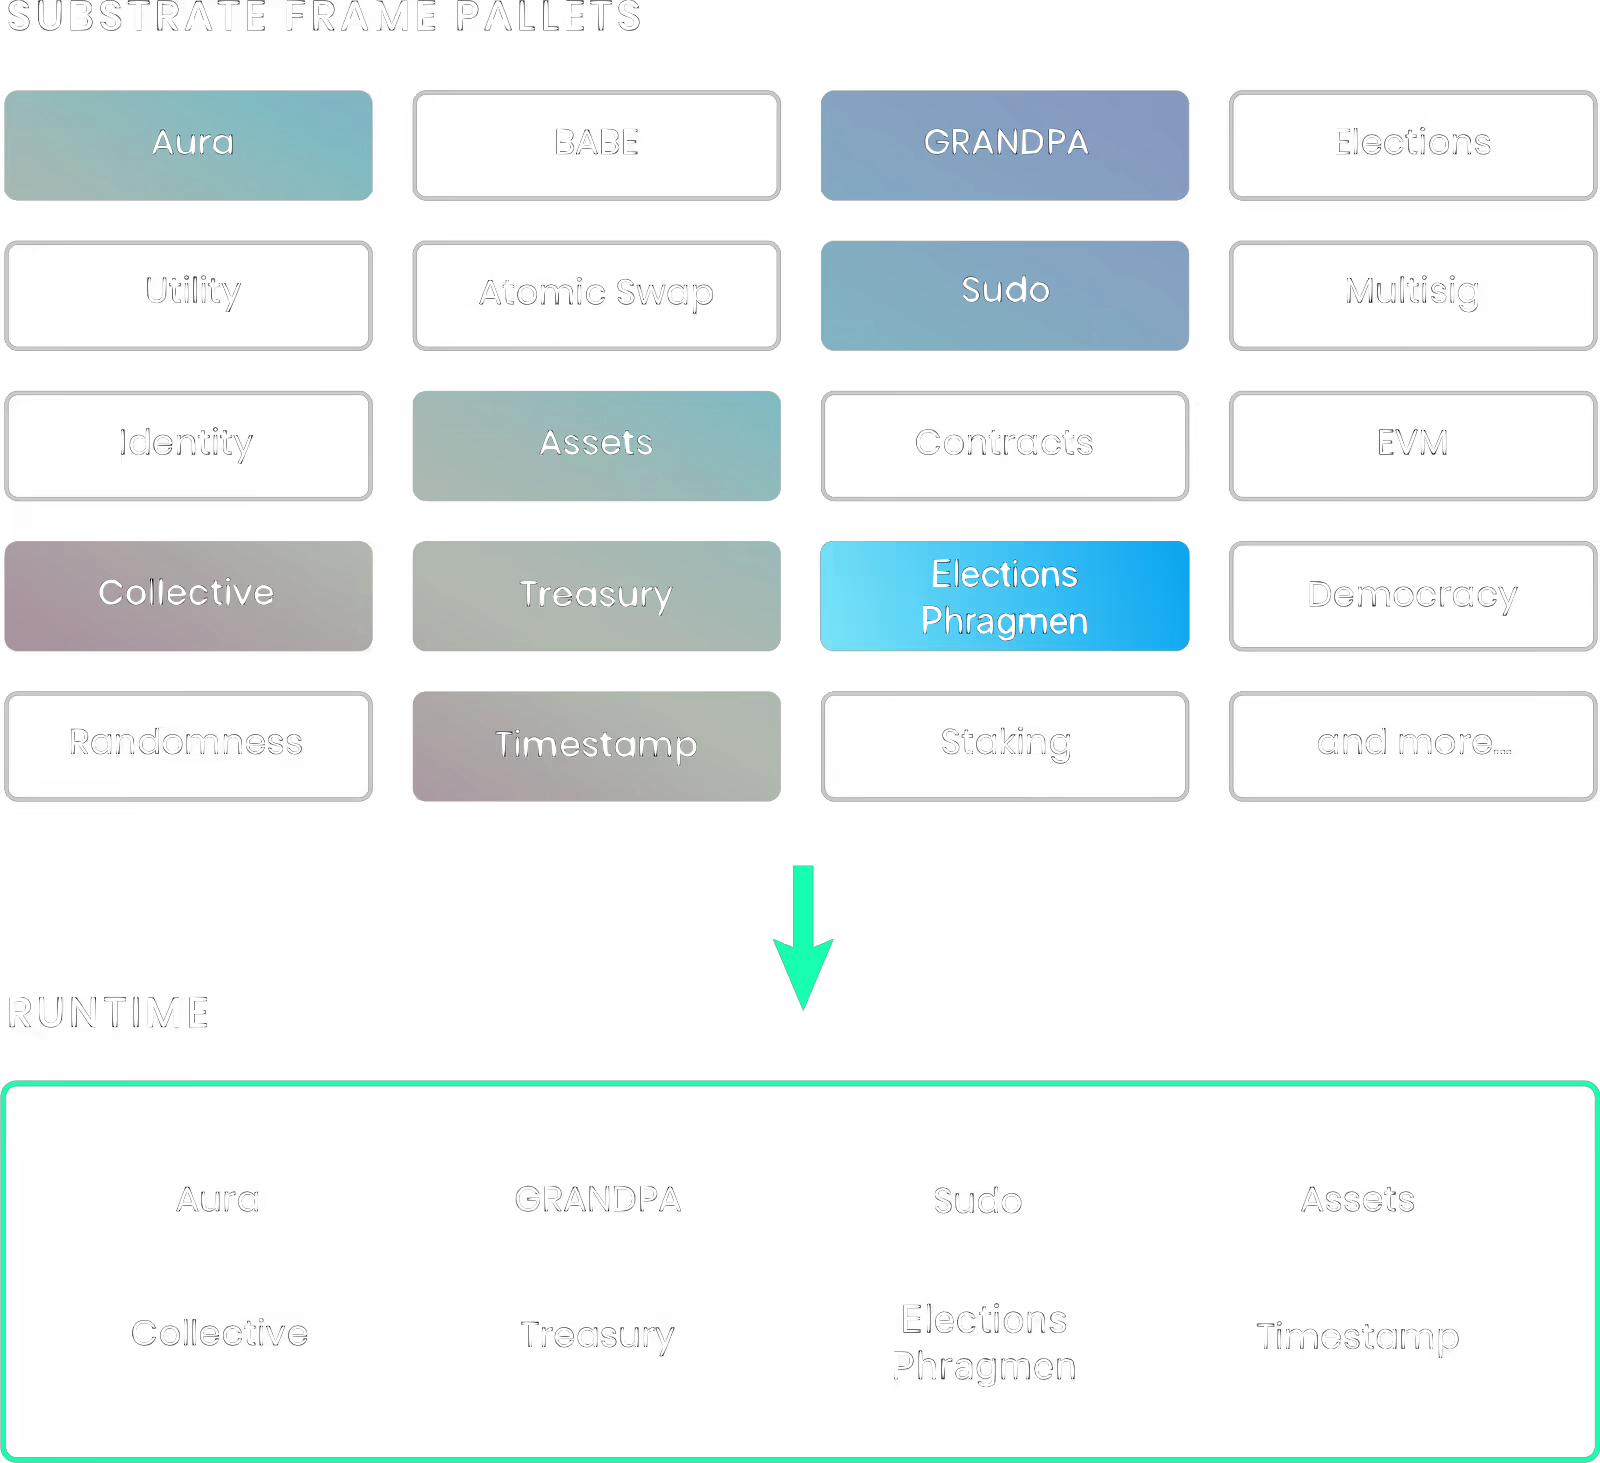 SUBSTRATE FRAME PALLETS
Aura
BABE
GRANDPA
Elections
Utility
Atomic Swap
Sudo
Multisig
Identity
Assets
Contracts
EVM
Collective
Treasury
Elections
Phragmen
Democracy
Randomness
Timestamp
Staking
and more...
RUNTIME
Aura
GRANDPA
Sudo
Assets
Collective
Treasury
Elections
Phragmen
Timestamp